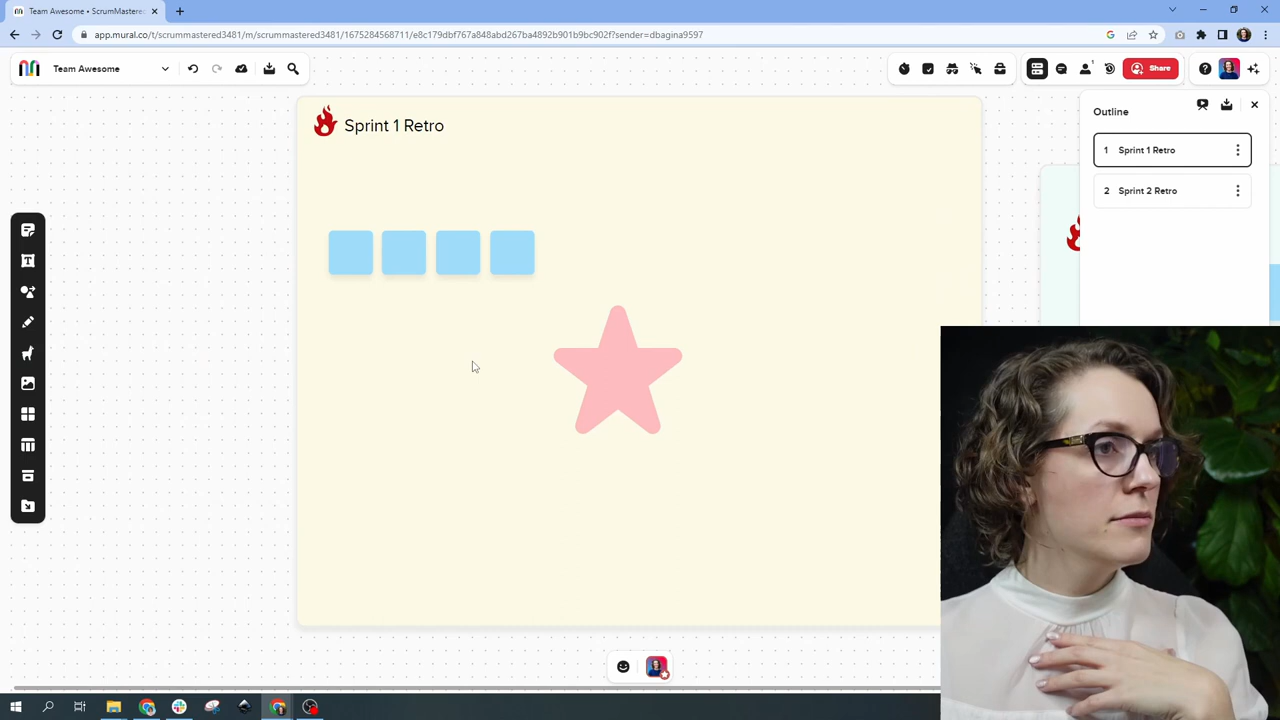 Team Awesome • ScrumMastere
app.mural.co/t/scrummastered3481/m/scrummastered3481/1675284568711/e8c179dbf767a848abd267ba4892b901b9bc902f?sender=dbagina9597
Team Awesome
1
Share
Outline
Sprint 1 Retro
1 Sprint 1 Retro
2 Sprint 2 Retro